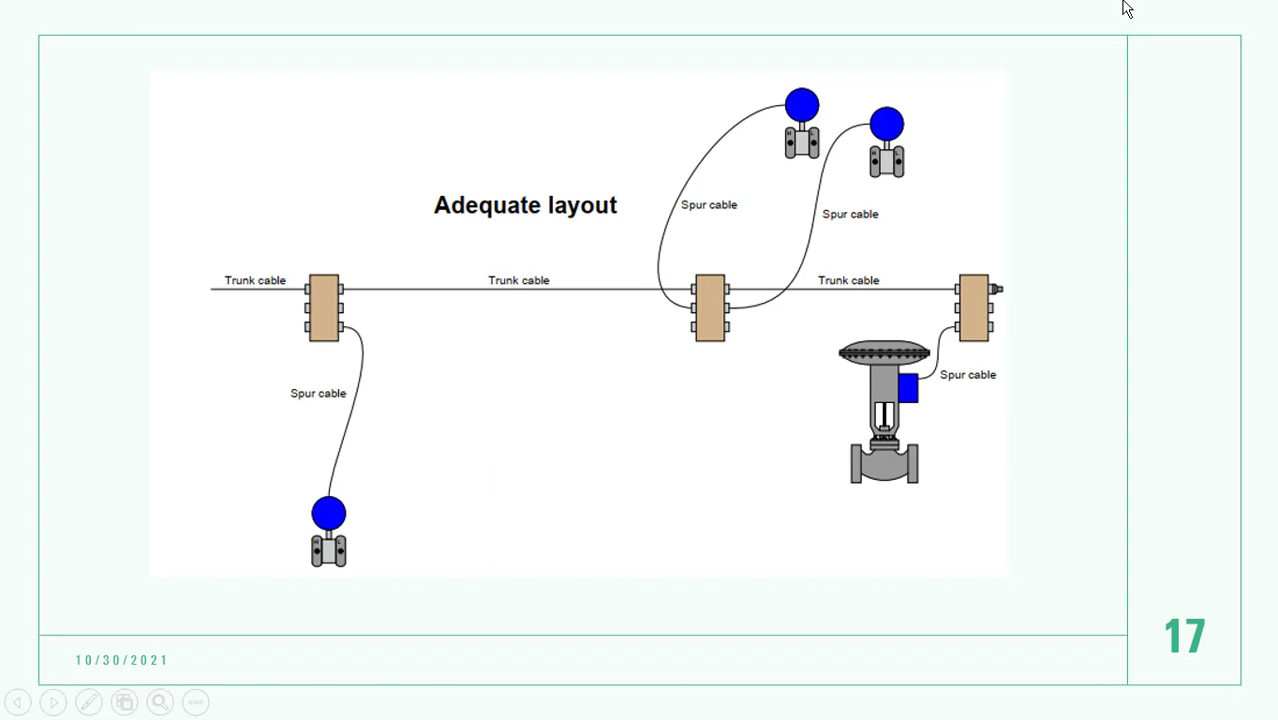 Adequate layout
Spur cable
Spur cable
Trunk cable
Trunk cable
Trunk cable
Spur cable
Spur cable
H L
H L
H L
10/30/2021
17